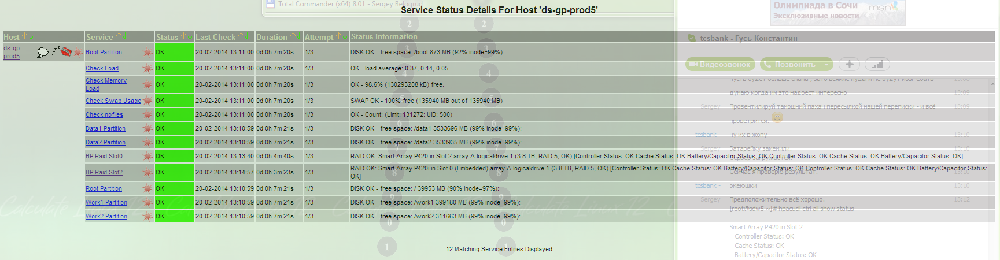 Total Commander (x64) 8.01 - Sergey Belogrud
Service Status Details For Host 'ds-gp-prod5'
Олимпиада в Сочи
Эксклюзивные новости
msn
Host Service Status Last Check Duration Attempt Status Information
tcsbank - Гусь Константин
Видеозвонок Позвонить
ds-gp-prod5 Boot Partition OK 20-02-2014 13:11:00 0d 0h 7m 20s 1/3 DISK OK - free space: /boot 873 MB (92% inode=99%):
Check Load OK 20-02-2014 13:11:00 0d 0h 7m 20s 1/3 OK - load average: 0.37, 0.14, 0.05
Check Memory Load OK 20-02-2014 13:11:00 0d 0h 7m 20s 1/3 OK - 98.6% (130293208 kB) free.
Check Swap Usage OK 20-02-2014 13:11:00 0d 0h 7m 20s 1/3 SWAP OK - 100% free (135940 MB out of 135940 MB)
Check nofiles OK 20-02-2014 13:11:00 0d 0h 7m 20s 1/3 OK - Count: (Limit: 131272: UID: 500)
Data1 Partition OK 20-02-2014 13:10:59 0d 0h 7m 21s 1/3 DISK OK - free space: /data1 3533696 MB (99% inode=99%):
Data2 Partition OK 20-02-2014 13:10:59 0d 0h 7m 21s 1/3 DISK OK - free space: /data2 3533935 MB (99% inode=99%):
HP Raid Slot0 OK 20-02-2014 13:13:40 0d 0h 4m 40s 1/3 RAID OK: Smart Array P420 in Slot 2 array A logicaldrive 1 (3.8 TB, RAID 5, OK) [Controller Status: OK Cache Status: OK Battery/Capacitor Status: OK Controller Status: OK Cache Status: OK Battery/Capacitor Status: OK]
HP Raid Slot2 OK 20-02-2014 13:14:57 0d 0h 3m 23s 1/3 RAID OK: Smart Array P420i in Slot 0 (Embedded) array A logicaldrive 1 (3.8 TB, RAID 5, OK) [Controller Status: OK Cache Status: OK Battery/Capacitor Status: OK Controller Status: OK Cache Status: OK Battery/Capacitor Status:
OK]
Root Partition OK 20-02-2014 13:10:59 0d 0h 7m 21s 1/3 DISK OK - free space: / 39953 MB (90% inode=97%):
Work1 Partition OK 20-02-2014 13:10:59 0d 0h 7m 21s 1/3 DISK OK - free space: /work1 399180 MB (99% inode=99%):
Work2 Partition OK 20-02-2014 13:10:59 0d 0h 7m 21s 1/3 DISK OK - free space: /work2 311663 MB (99% inode=99%):
12 Matching Service Entries Displayed
думаю когда им это надоест интересно 13:09
Sergey Провентилируй тамошний пахач пересылкой нашей переписки - и всё 13:09
проветрится.
tcsbank - ну их в жопу 13:10
Sergey Батарейку заменили. 13:10
Сейчас я проверю результат. 13:10
tcsbank - океюшки 13:10
Sergey Предположительно всё хорошо. 13:12
[root@sdw5 ~]# hpacucli ctrl all show status
Smart Array P420 in Slot 2
Controller Status: OK
Cache Status: OK
Battery/Capacitor Status: OK